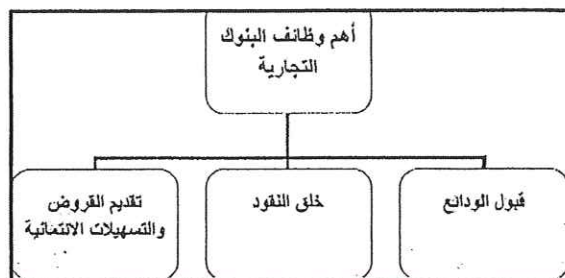 أهم وظائف البنوك
التجارية
قبول الودائع
خلق النقود
تقديم القروض
والتسهيلات الائتمانية